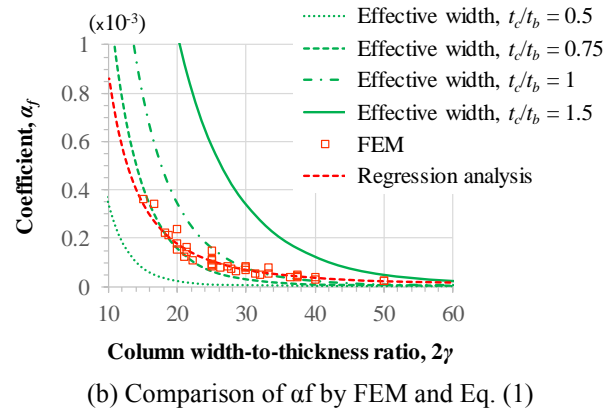 (x10⁻³)
1
0.8
0.6
0.4
0.2
0
Coefficient, αf
10 20 30 40 50 60
Column width-to-thickness ratio, 2γ
Effective width, tc/tb = 0.5
Effective width, tc/tb = 0.75
Effective width, tc/tb = 1
Effective width, tc/tb = 1.5
FEM
Regression analysis
(b) Comparison of αf by FEM and Eq. (1)